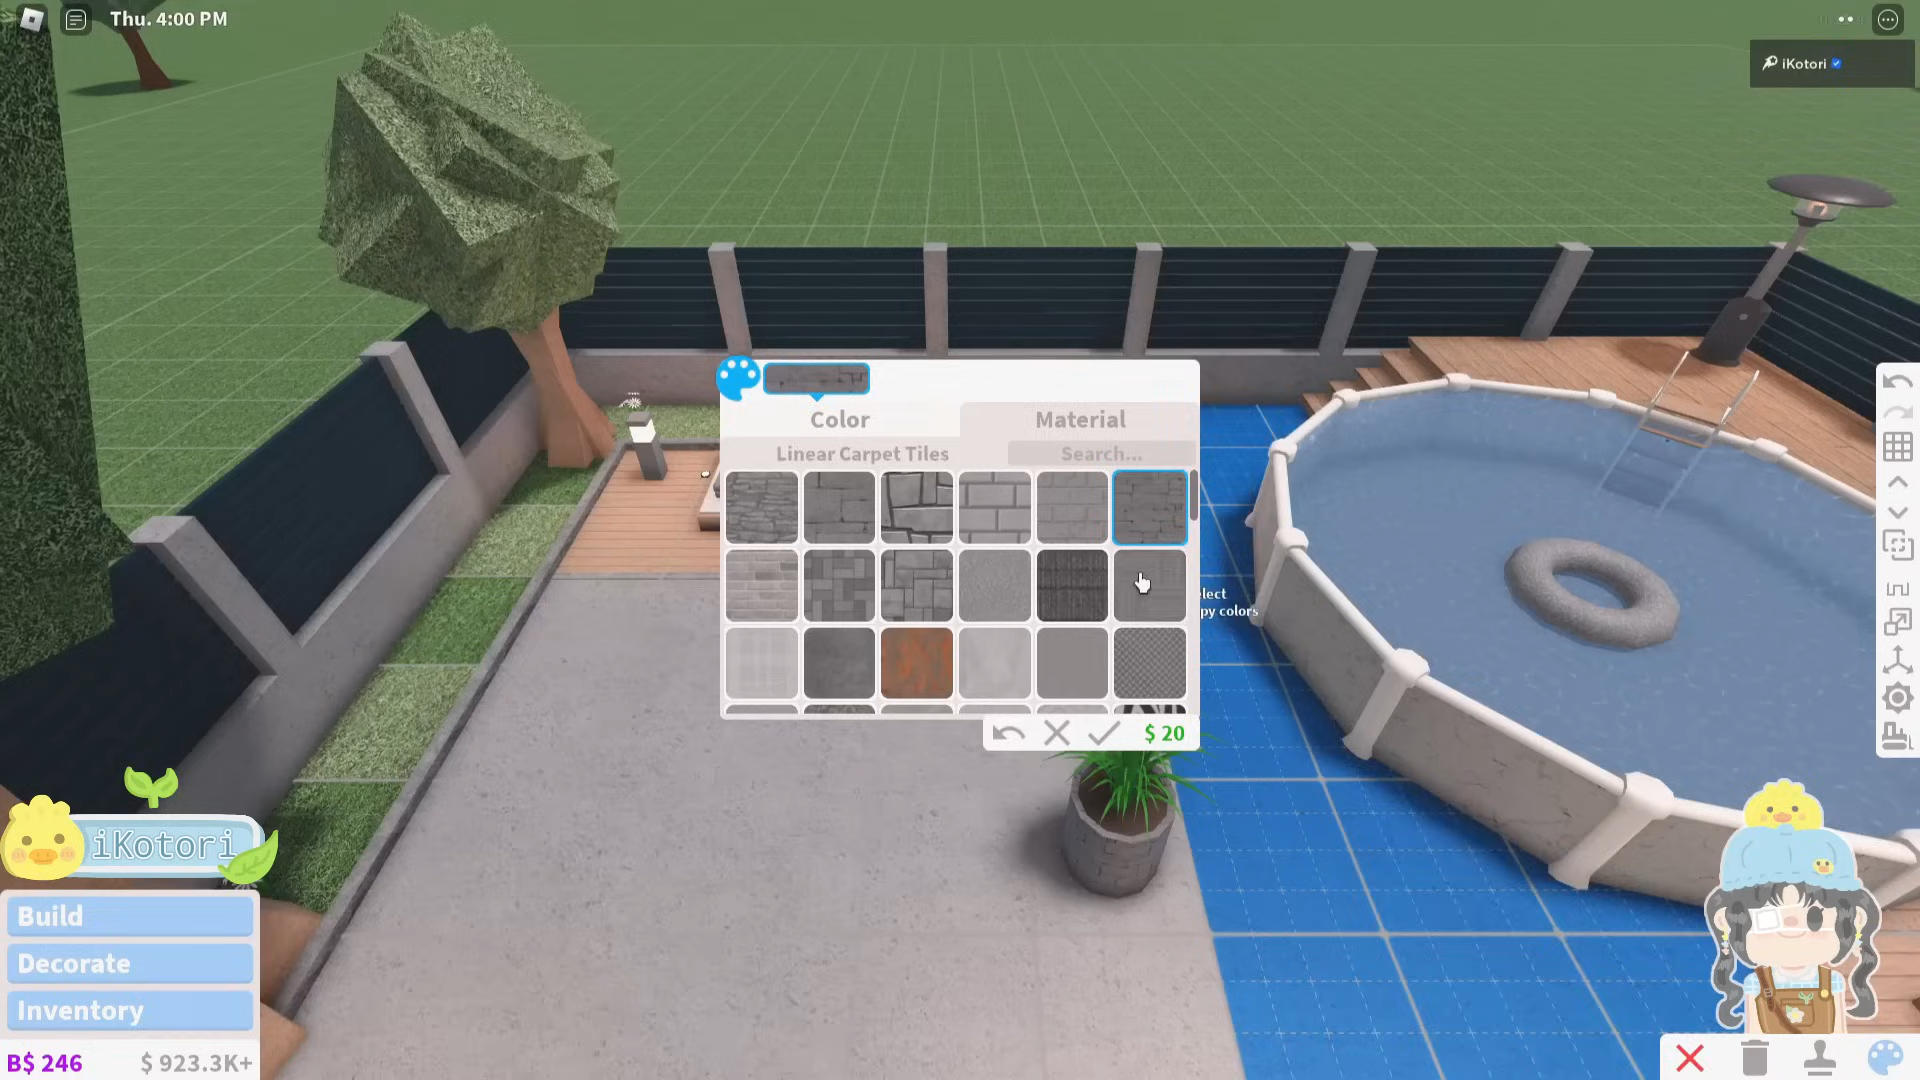 Thu. 4:00 PM
iKotori
Color
Material
Linear Carpet Tiles
Search...
lect
py colors
$ 20
iKotori
Build
Decorate
Inventory
B$ 246
$ 923.3K+